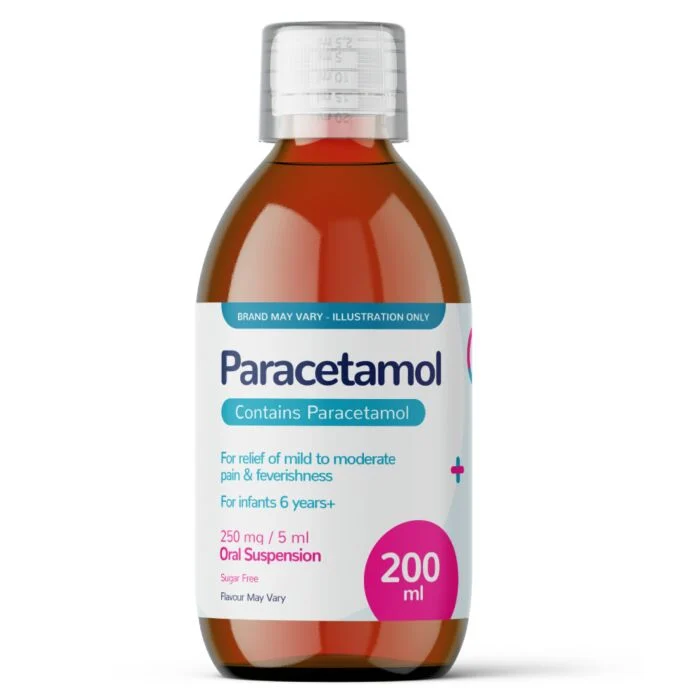 BRAND MAY VARY - ILLUSTRATION ONLY
Paracetamol
Contains Paracetamol
For relief of mild to moderate
pain & feverishness
For infants 6 years+
250 mg / 5 ml
Oral Suspension
Sugar Free
Flavour May Vary
200
ml